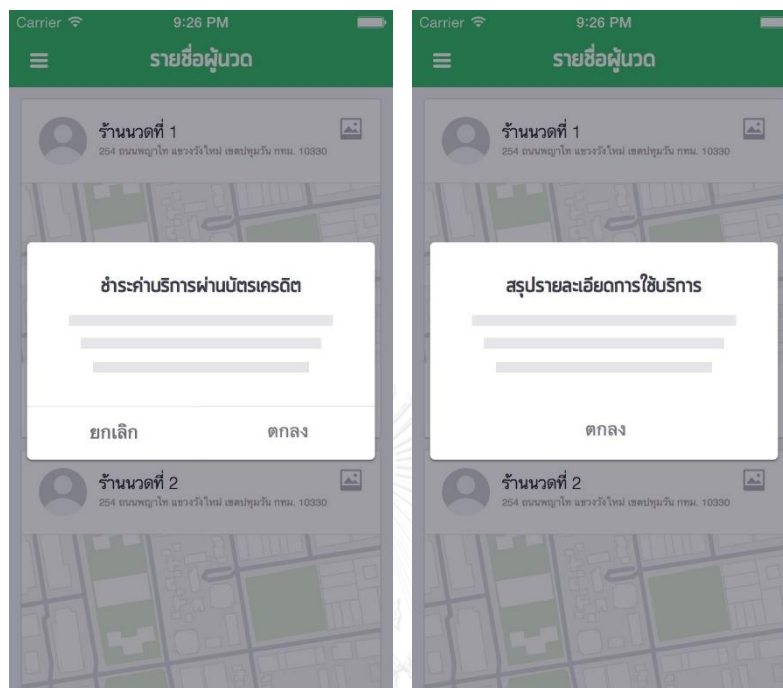 Carrier 9:26 PM
รายชื่อผู้นวด
ร้านนวดที่ 1
254 ถนนพญาไท แขวงวังใหม่ เขตปทุมวัน กทม. 10330
ชำระค่าบริการผ่านบัตรเครดิต
ยกเลิก ตกลง
ร้านนวดที่ 2
254 ถนนพญาไท แขวงวังใหม่ เขตปทุมวัน กทม. 10330
Carrier 9:26 PM
รายชื่อผู้นวด
ร้านนวดที่ 1
254 ถนนพญาไท แขวงวังใหม่ เขตปทุมวัน กทม. 10330
สรุปรายละเอียดการใช้บริการ
ตกลง
ร้านนวดที่ 2
254 ถนนพญาไท แขวงวังใหม่ เขตปทุมวัน กทม. 10330